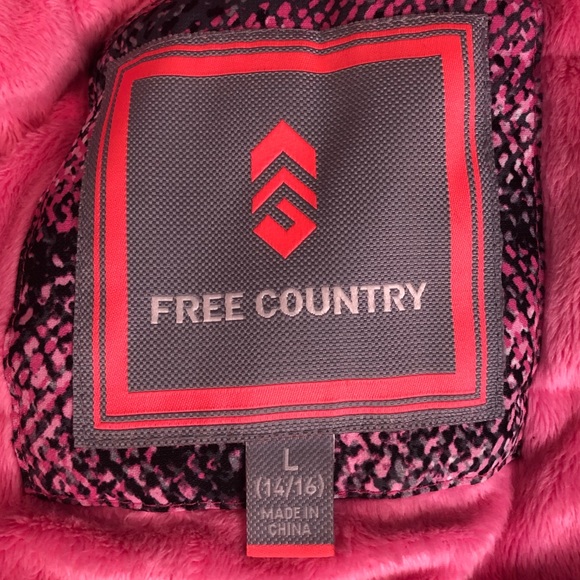 FREE COUNTRY
L
(14/16)
MADE IN
CHINA